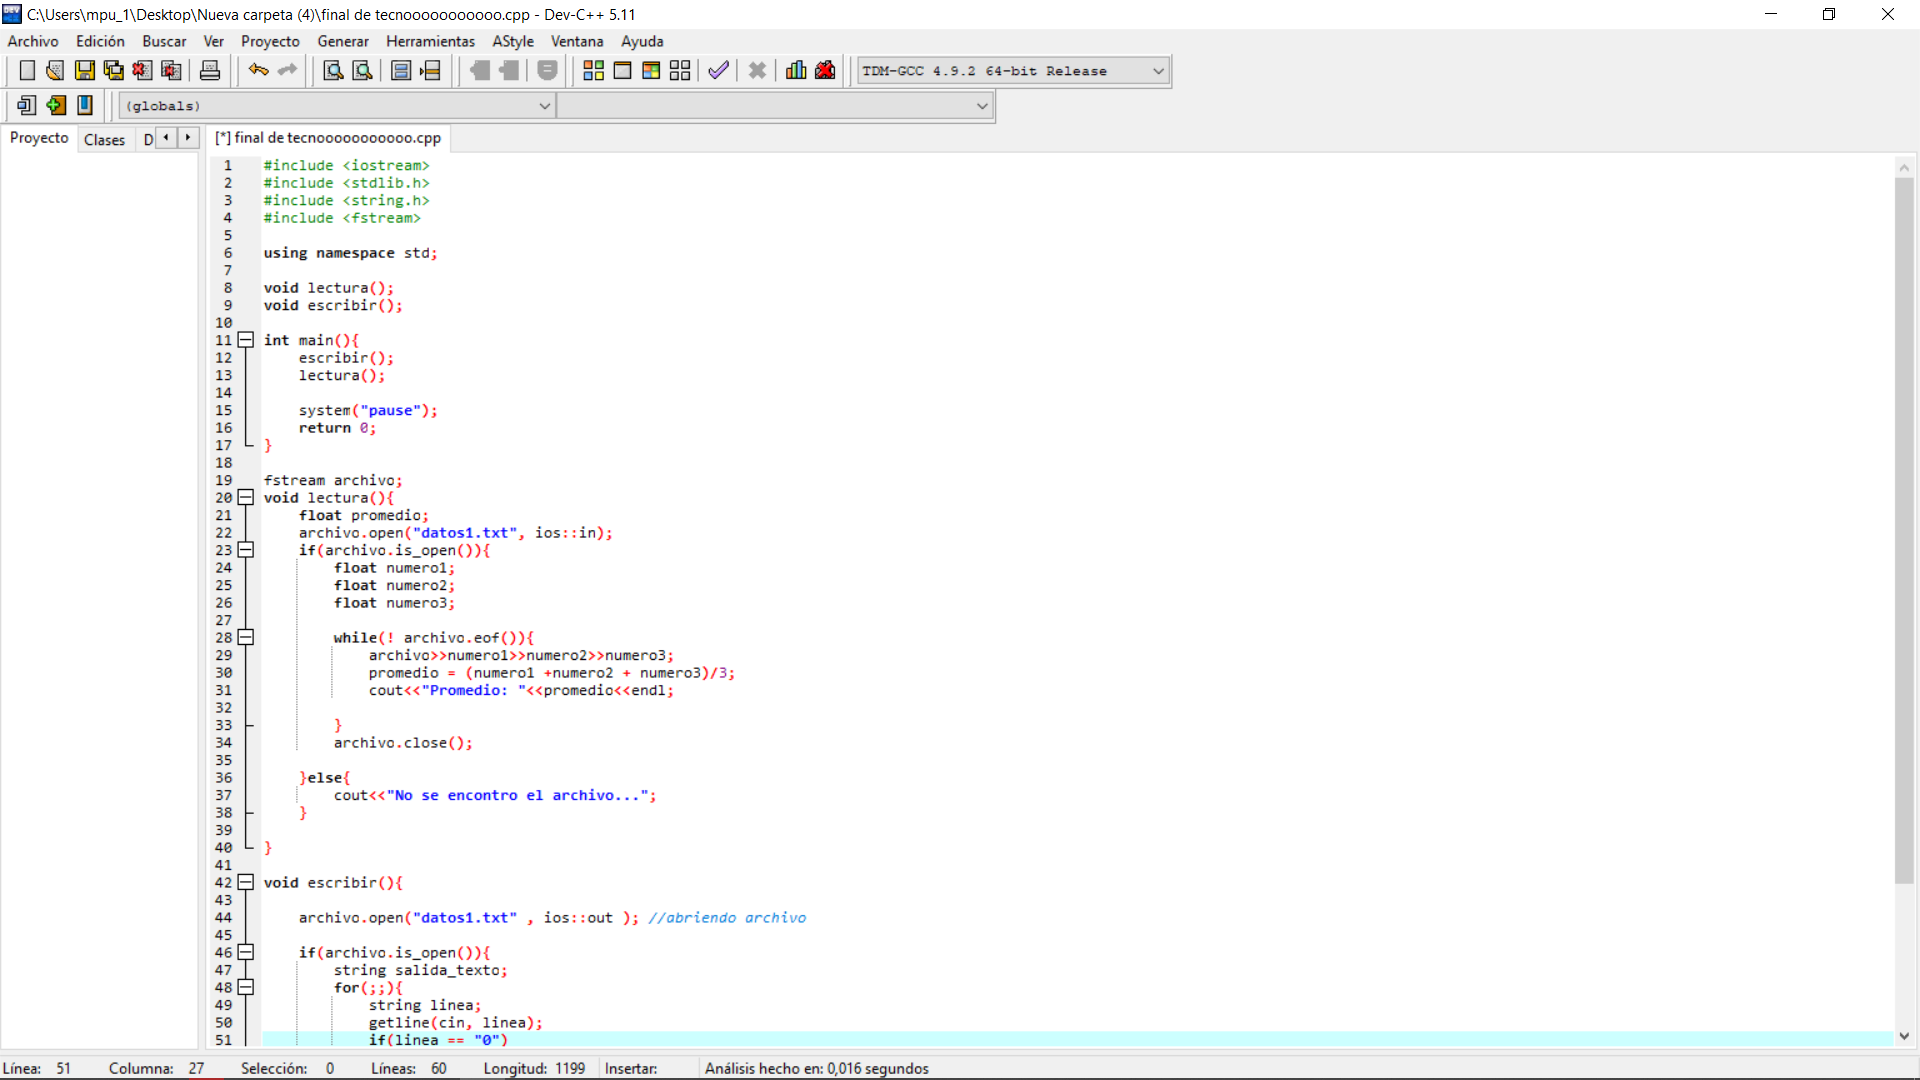 C:\Users\mpu_1\Desktop\Nueva carpeta (4)\final de tecnooooooooooo.cpp - Dev-C++ 5.11
Archivo Edición Buscar Ver Proyecto Generar Herramientas AStyle Ventana Ayuda
TDM-GCC 4.9.2 64-bit Release
(globals)
Proyecto Clases D
[*] final de tecnooooooooooo.cpp
1 #include <iostream>
2 #include <stdlib.h>
3 #include <string.h>
4 #include <fstream>
5
6 using namespace std;
7
8 void lectura();
9 void escribir();
10
11 int main(){
12 escribir();
13 lectura();
14
15 system("pause");
16 return 0;
17 }
18
19 fstream archivo;
20 void lectura(){
21 float promedio;
22 archivo.open("datos1.txt", ios::in);
23 if(archivo.is_open()){
24 float numero1;
25 float numero2;
26 float numero3;
27
28 while(! archivo.eof()){
29 archivo>>numero1>>numero2>>numero3;
30 promedio = (numero1 +numero2 + numero3)/3;
31 cout<<"Promedio: "<<promedio<<endl;
32
33 }
34 archivo.close();
35
36 }else{
37 cout<<"No se encontro el archivo...";
38 }
39
40 }
41
42 void escribir(){
43
44 archivo.open("datos1.txt" , ios::out ); //abriendo archivo
45
46 if(archivo.is_open()){
47 string salida_texto;
48 for(;;){
49 string linea;
50 getline(cin, linea);
51 if(linea == "0")
Línea: 51 Columna: 27 Selección: 0 Líneas: 60 Longitud: 1199 Insertar: Análisis hecho en: 0,016 segundos